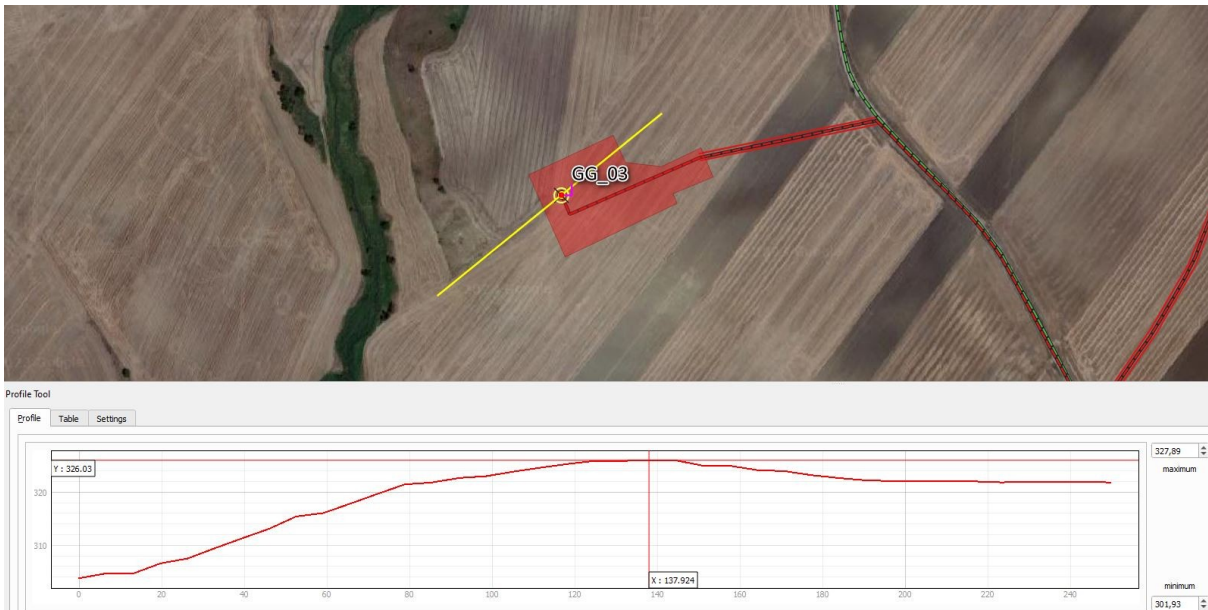 GG_03
Profile Tool
Profile Table Settings
Y : 326.03
327,89
maximum
320
310
X : 137.924
minimum
0 20 40 60 80 100 120 140 160 180 200 220 240
301,93